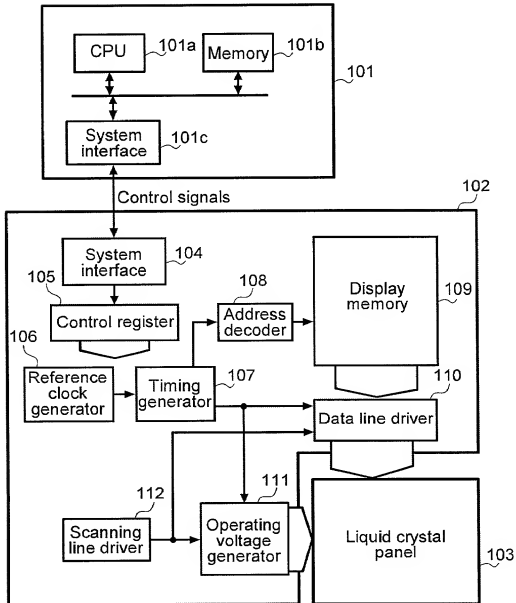 CPU
101a
Memory
101b
101
System
interface
101c
Control signals
102
System
interface
104
105
Control register
106
Reference
clock
generator
Timing
generator
107
108
Address
decoder
Display
memory
109
110
Data line driver
111
112
Scanning
line driver
Operating
voltage
generator
Liquid crystal
panel
103